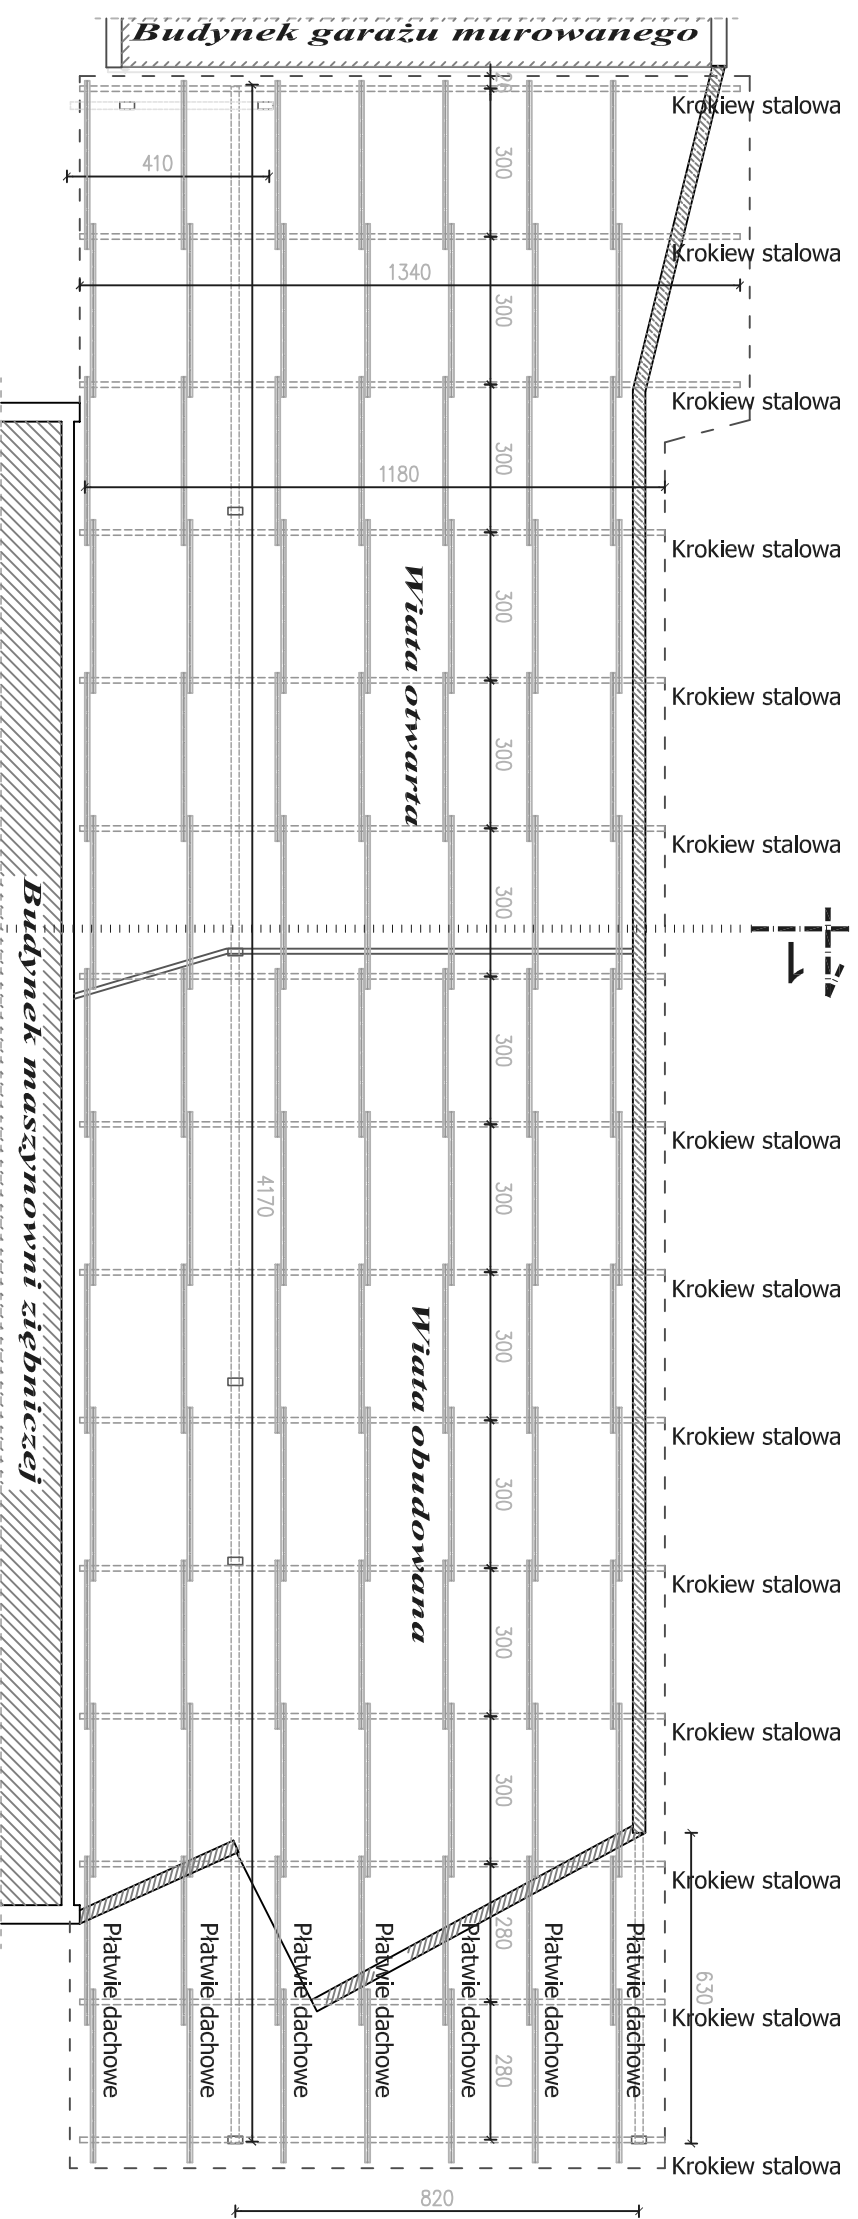 Budynek garażu murowanego
26
Krokiew stalowa
410
300
Krokiew stalowa
1340
300
Krokiew stalowa
1180
300
Krokiew stalowa
Wiata otwarta
300
Krokiew stalowa
300
Krokiew stalowa
300
1
Budynek maszynowni ziębniczej
300
Krokiew stalowa
4170
300
Krokiew stalowa
Wiata obudowana
300
Krokiew stalowa
300
Krokiew stalowa
300
Krokiew stalowa
300
Krokiew stalowa
280
630
Płatwie dachowe
Płatwie dachowe
Płatwie dachowe
Płatwie dachowe
Płatwie dachowe
Płatwie dachowe
Płatwie dachowe
Krokiew stalowa
280
Krokiew stalowa
820